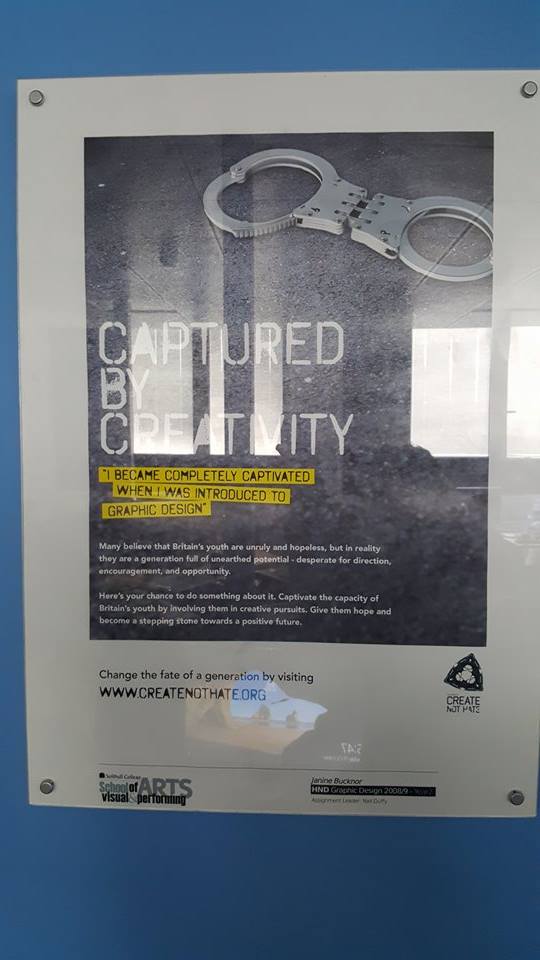 CAPTURED
BY
CREATIVITY
"I BECAME COMPLETELY CAPTIVATED
WHEN I WAS INTRODUCED TO
GRAPHIC DESIGN"
Many believe that Britain's youth are unruly and hopeless, but in reality
they are a generation full of unearthed potential - desperate for direction,
encouragement, and opportunity.
Here's your chance to do something about it. Captivate the capacity of
Britain's youth by involving them in creative pursuits. Give them hope and
become a stepping stone towards a positive future.
Change the fate of a generation by visiting
WWW.CREATENOTHATE.ORG
CREATE
NOT HATE
Solihull College
School of ARTS
visual & performing
Janine Bucknor
HND Graphic Design 2008/9 - Year2
Assignment Leader: Neil Duffy